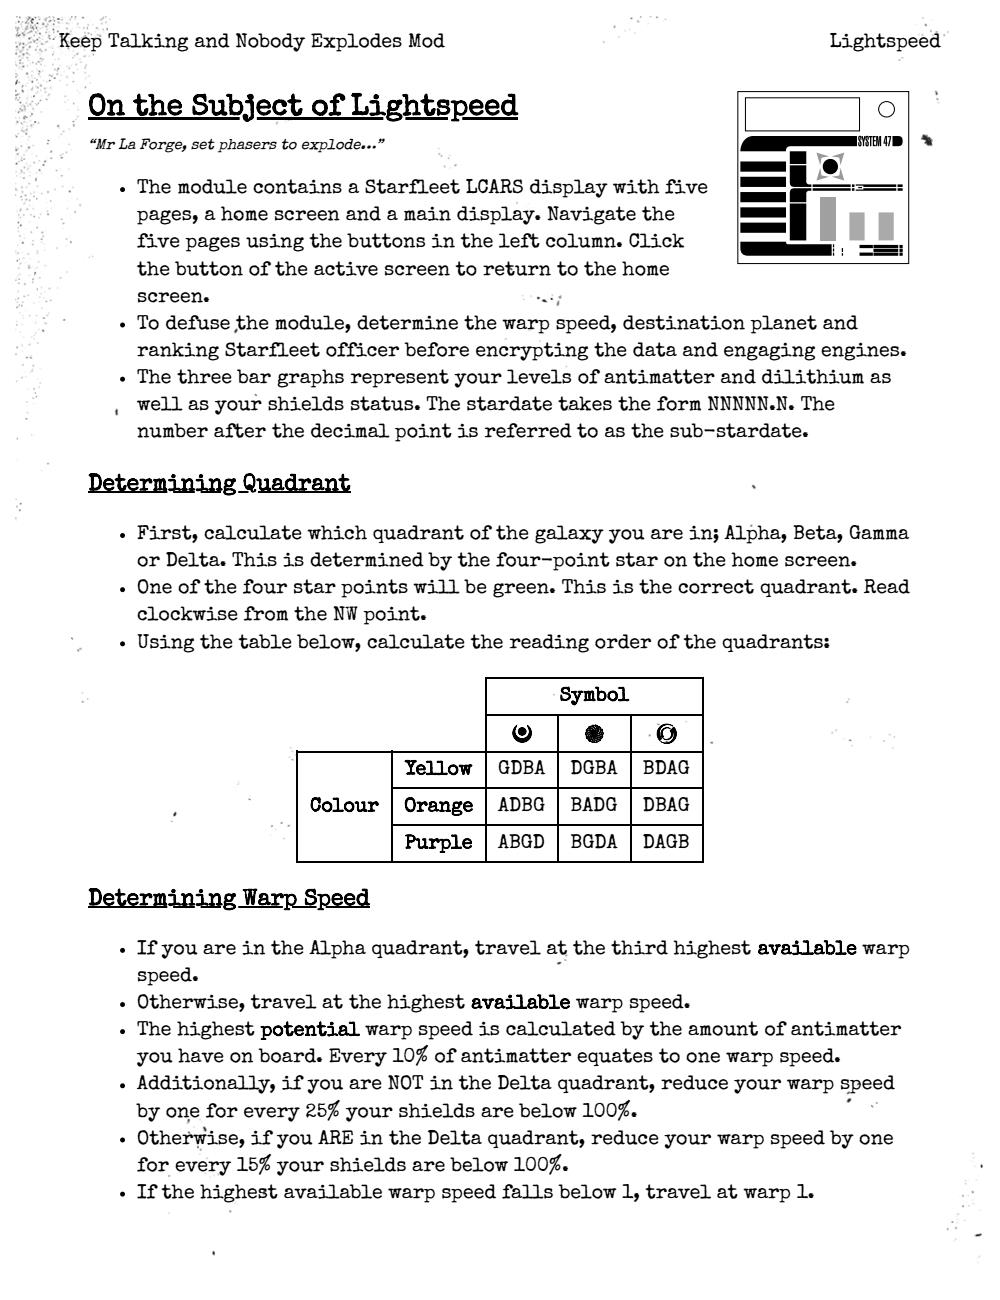 Keep Talking and Nobody Explodes Mod
Lightspeed
On the Subject of Lightspeed
“Mr La Forge, set phasers to explode...”
SYSTEM 47
• The module contains a Starfleet LCARS display with five
pages, a home screen and a main display. Navigate the
five pages using the buttons in the left column. Click
the button of the active screen to return to the home
screen.
• To defuse the module, determine the warp speed, destination planet and
ranking Starfleet officer before encrypting the data and engaging engines.
• The three bar graphs represent your levels of antimatter and dilithium as
well as your shields status. The stardate takes the form NNNNN.N. The
number after the decimal point is referred to as the sub-stardate.
Determining Quadrant
• First, calculate which quadrant of the galaxy you are in; Alpha, Beta, Gamma
or Delta. This is determined by the four-point star on the home screen.
• One of the four star points will be green. This is the correct quadrant. Read
clockwise from the NW point.
• Using the table below, calculate the reading order of the quadrants:
Symbol
Colour
Yellow GDBA DGBA BDAG
Orange ADBG BADG DBAG
Purple ABGD BGDA DAGB
Determining Warp Speed
• If you are in the Alpha quadrant, travel at the third highest available warp
speed.
• Otherwise, travel at the highest available warp speed.
• The highest potential warp speed is calculated by the amount of antimatter
you have on board. Every 10% of antimatter equates to one warp speed.
• Additionally, if you are NOT in the Delta quadrant, reduce your warp speed
by one for every 25% your shields are below 100%.
• Otherwise, if you ARE in the Delta quadrant, reduce your warp speed by one
for every 15% your shields are below 100%.
• If the highest available warp speed falls below 1, travel at warp 1.